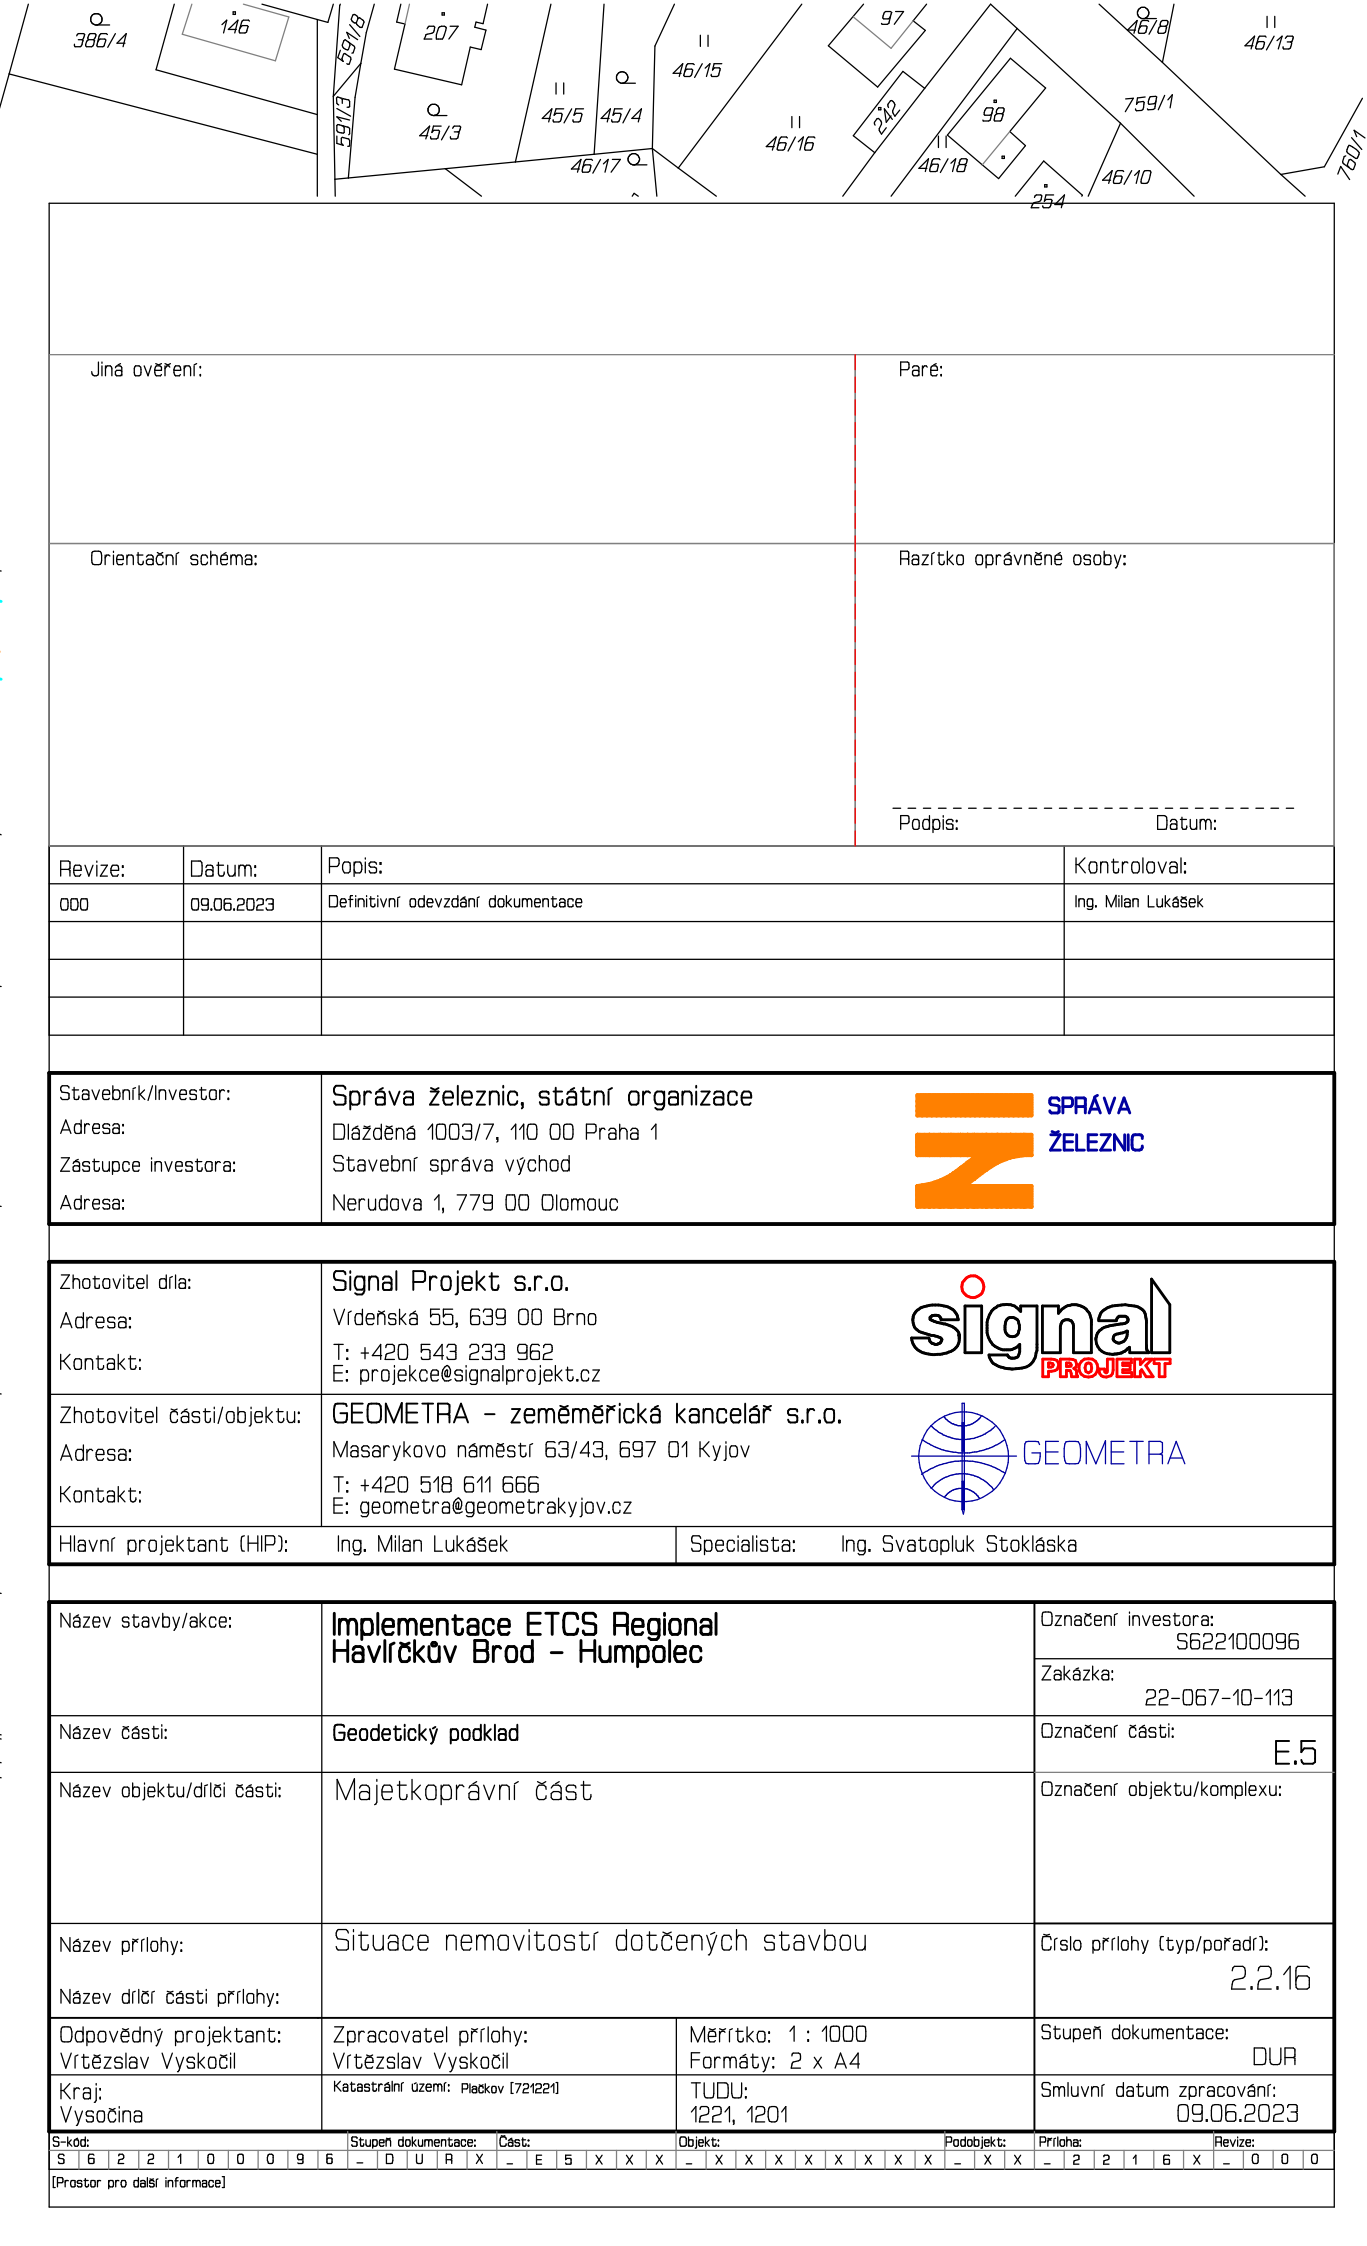 386/4
146
591/8
207
591/3
45/3
45/5
45/4
46/15
46/17
97
46/16
242
98
46/18
46/8
46/13
759/1
760/1
46/10
254
Jiná ověření:
Paré:
Orientační schéma:
Razítko oprávněné osoby:
Podpis: Datum:
Revize: Datum: Popis: Kontroloval:
000 09.06.2023 Definitivní odevzdání dokumentace Ing. Milan Lukášek
Stavebník/Investor: Správa železnic, státní organizace
Adresa: Dlážděná 1003/7, 110 00 Praha 1
Zástupce investora: Stavební správa východ
Adresa: Nerudova 1, 779 00 Olomouc
SPRÁVA
ŽELEZNIC
Zhotovitel díla: Signal Projekt s.r.o.
Adresa: Vídeňská 55, 639 00 Brno
Kontakt: T: +420 543 233 962
E: projekce@signalprojekt.cz
signal
PROJEKT
Zhotovitel části/objektu: GEOMETRA - zeměměřická kancelář s.r.o.
Adresa: Masarykovo náměstí 63/43, 697 01 Kyjov
Kontakt: T: +420 518 611 666
E: geometra@geometrakyjov.cz
GEOMETRA
Hlavní projektant (HIP): Ing. Milan Lukášek Specialista: Ing. Svatopluk Stokláska
Název stavby/akce: Implementace ETCS Regional
Havlíčkův Brod - Humpolec
Označení investora:
S622100096
Zakázka:
22-067-10-113
Název části: Geodetický podklad
Označení části:
E.5
Název objektu/dílči části: Majetkoprávní část
Označení objektu/komplexu:
Název přílohy: Situace nemovitostí dotčených stavbou
Název dílčí části přílohy:
Číslo přílohy (typ/pořadí):
2.2.16
Odpovědný projektant:
Vítězslav Vyskočil
Zpracovatel přílohy:
Vítězslav Vyskočil
Měřítko: 1 : 1000
Formáty: 2 x A4
Stupeň dokumentace:
DUR
Kraj:
Vysočina
Katastrální území: Plačkov [721221]
TUDU:
1221, 1201
Smluvní datum zpracování:
09.06.2023
S-kód: Stupeň dokumentace: Část: Objekt: Podobjekt: Příloha: Revize:
S 6 2 2 1 0 0 0 9 6 _ D U R X _ E 5 X X X _ X X X X X X X X _ X X _ 2 2 1 6 X _ 0 0 0
[Prostor pro další informace]